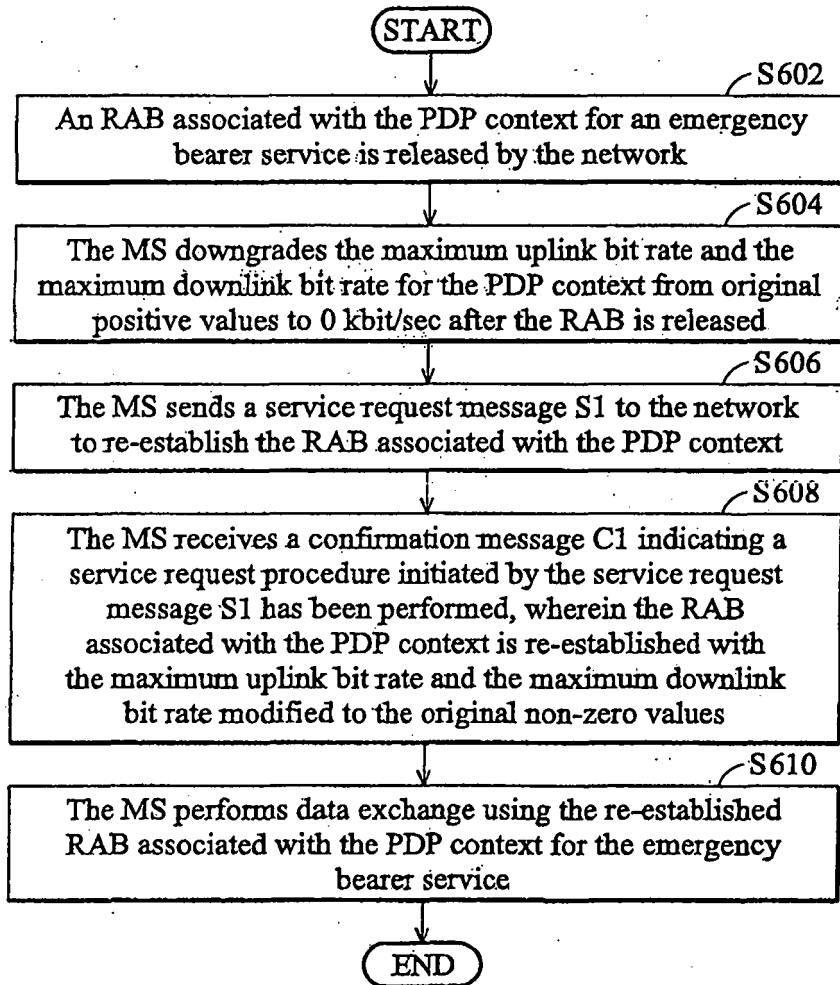 START
S602
An RAB associated with the PDP context for an emergency
bearer service is released by the network
S604
The MS downgrades the maximum uplink bit rate and the
maximum downlink bit rate for the PDP context from original
positive values to 0 kbit/sec after the RAB is released
S606
The MS sends a service request message S1 to the network
to re-establish the RAB associated with the PDP context
S608
The MS receives a confirmation message C1 indicating a
service request procedure initiated by the service request
message S1 has been performed, wherein the RAB
associated with the PDP context is re-established with
the maximum uplink bit rate and the maximum downlink
bit rate modified to the original non-zero values
S610
The MS performs data exchange using the re-established
RAB associated with the PDP context for the emergency
bearer service
END